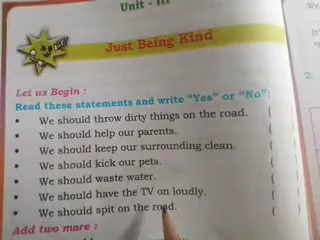 Unit - III
Just Being Kind
Let us Begin :
Read these statements and write "Yes" or "No":
• We should throw dirty things on the road. (
• We should help our parents. (
• We should keep our surrounding clean. (
• We should kick our pets. (
• We should waste water. (
• We should have the TV on loudly. (
• We should spit on the road. (
Add two more :
2.